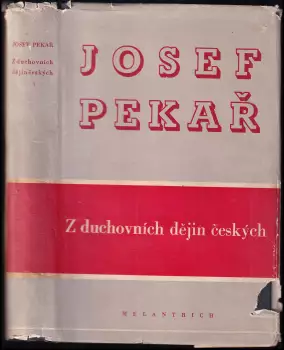 JOSEF PEKAŘ
Z duchovních
dějin českých
JOSEF
PEKAŘ
Z duchovních dějin českých
MELANTRICH